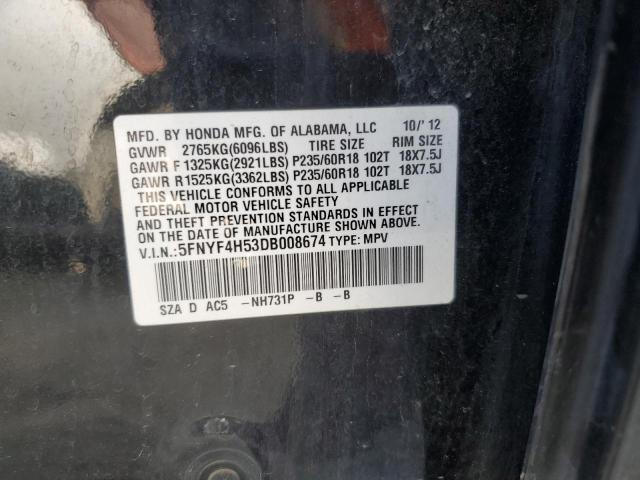 MFD. BY HONDA MFG. OF ALABAMA, LLC 10/'12
GVWR 2765KG(6096LBS) TIRE SIZE RIM SIZE
GAWR F1325KG(2921LBS) P235/60R18 102T 18X7.5J
GAWR R1525KG(3362LBS) P235/60R18 102T 18X7.5J
THIS VEHICLE CONFORMS TO ALL APPLICABLE
FEDERAL MOTOR VEHICLE SAFETY
AND THEFT PREVENTION STANDARDS IN EFFECT
ON THE DATE OF MANUFACTURE SHOWN ABOVE.
V.I.N.:5FNYF4H53DB008674 TYPE: MPV
SZA D AC5 -NH731P -B -B